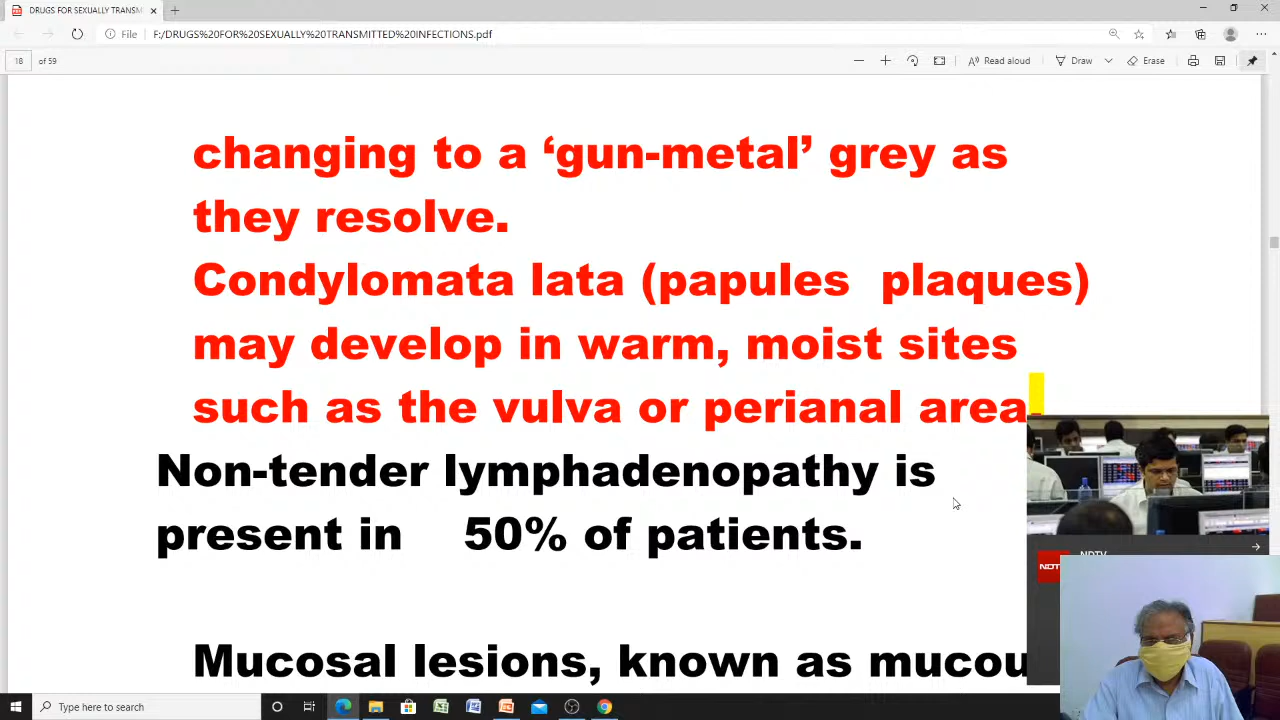 DRUGS FOR SEXUALLY TRANSM
File F:/DRUGS%20FOR%20SEXUALLY%20TRANSMITTED%20INFECTIONS.pdf
18 of 59 Read aloud Draw Erase
changing to a ‘gun-metal’ grey as
they resolve.
Condylomata lata (papules plaques)
may develop in warm, moist sites
such as the vulva or perianal area.
Non-tender lymphadenopathy is
present in 50% of patients.
NDTV
NDTV
Mucosal lesions, known as mucou
Type here to search